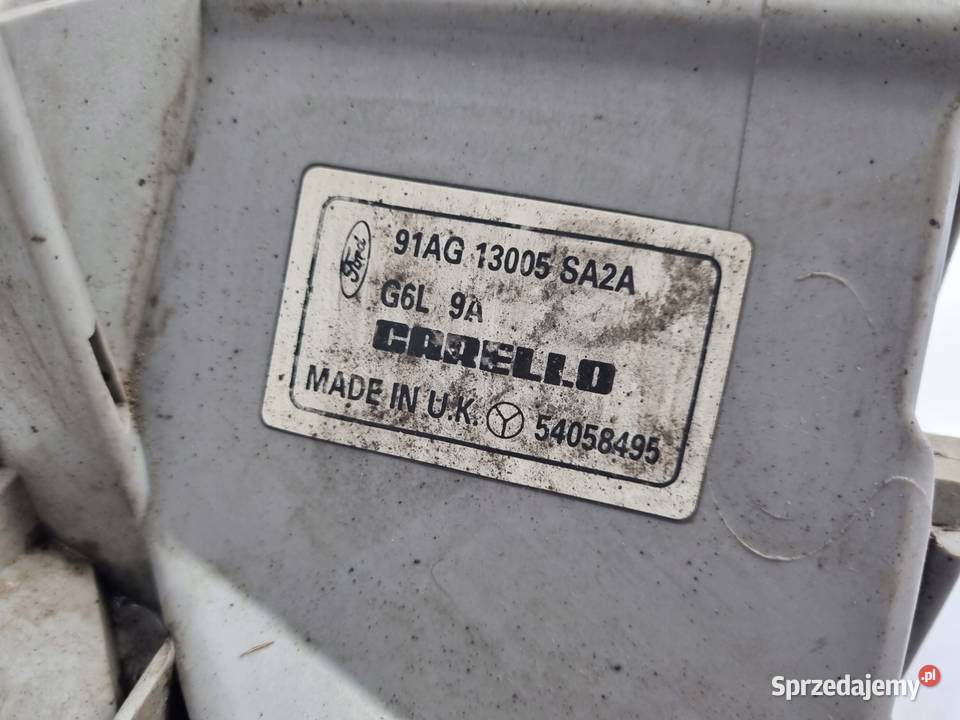 Ford
91AG 13005 SA2A
G6L 9A
CARELLO
MADE IN U.K. 54058495
Sprzedajemy.pl